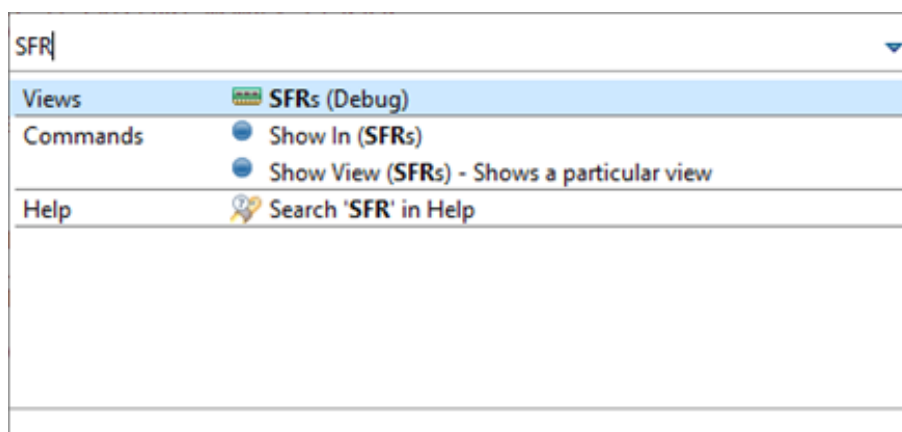 SFR
Views SFRs (Debug)
Commands Show In (SFRs)
Show View (SFRs) - Shows a particular view
Help Search 'SFR' in Help